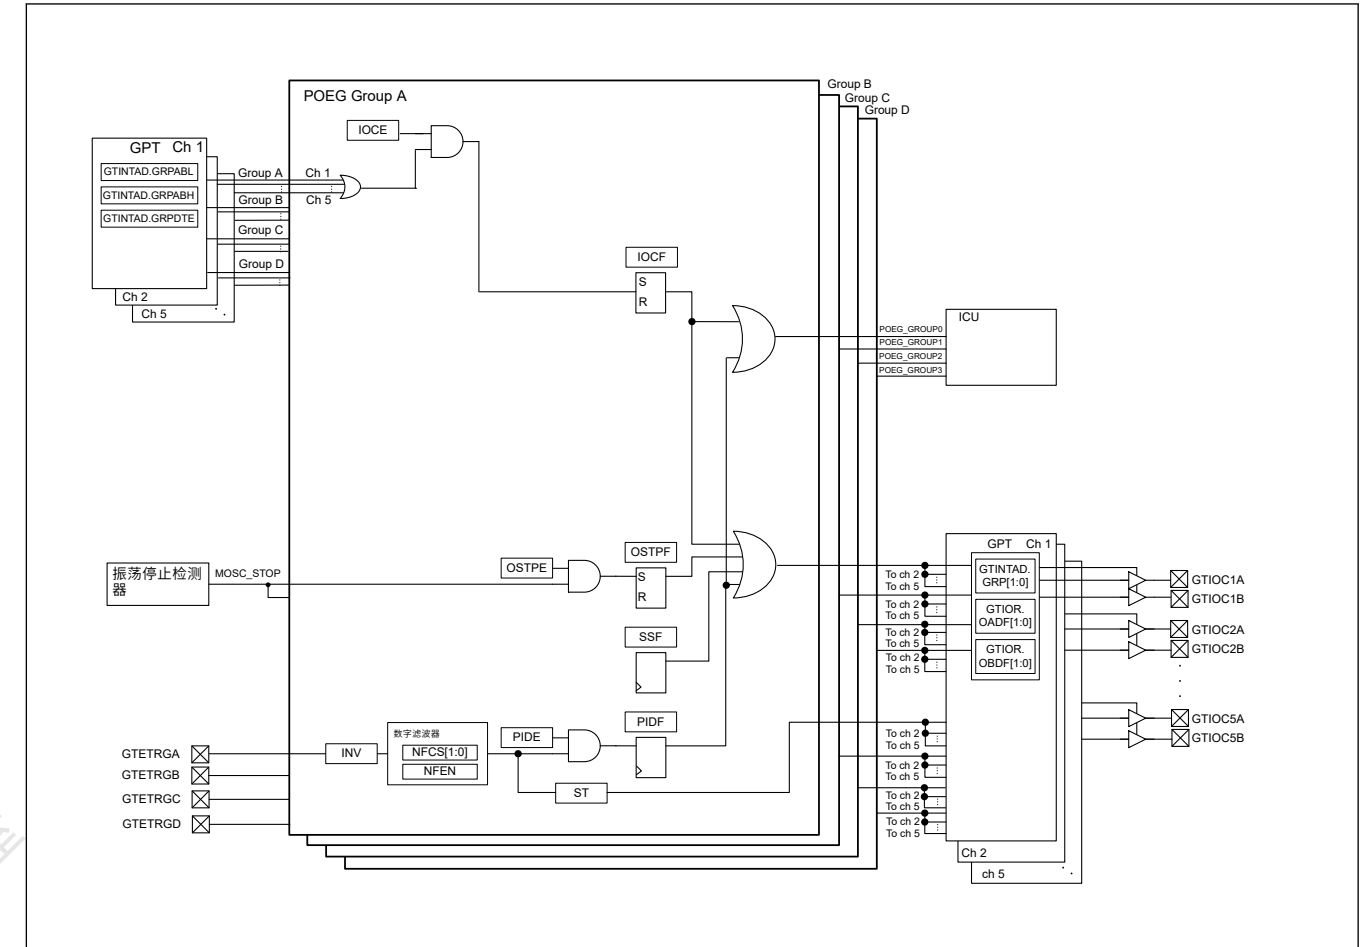 Group B
Group C
Group D
POEG Group A
IOCE
GPT Ch 1
GTINTAD.GRPABL
GTINTAD.GRPABH
GTINTAD.GRPDTE
Ch 2
Ch 5
Group A
Group B
Group C
Group D
Ch 1
Ch 5
IOCF
S
R
POEG_GROUP0
POEG_GROUP1
POEG_GROUP2
POEG_GROUP3
ICU
振荡停止检测
器
MOSC_STOP
OSTPE
OSTPF
S
R
SSF
PIDF
PIDE
数字滤波器
NFCS[1:0]
NFEN
INV
ST
GTETRGA
GTETRGB
GTETRGC
GTETRGD
To ch 2
To ch 5
To ch 2
To ch 5
To ch 2
To ch 5
To ch 2
To ch 5
To ch 2
To ch 5
To ch 2
To ch 5
To ch 2
To ch 5
To ch 2
To ch 5
GPT Ch 1
GTINTAD.
GRP[1:0]
GTIOR.
OADF[1:0]
GTIOR.
OBDF[1:0]
Ch 2
ch 5
GTIOC1A
GTIOC1B
GTIOC2A
GTIOC2B
GTIOC5A
GTIOC5B